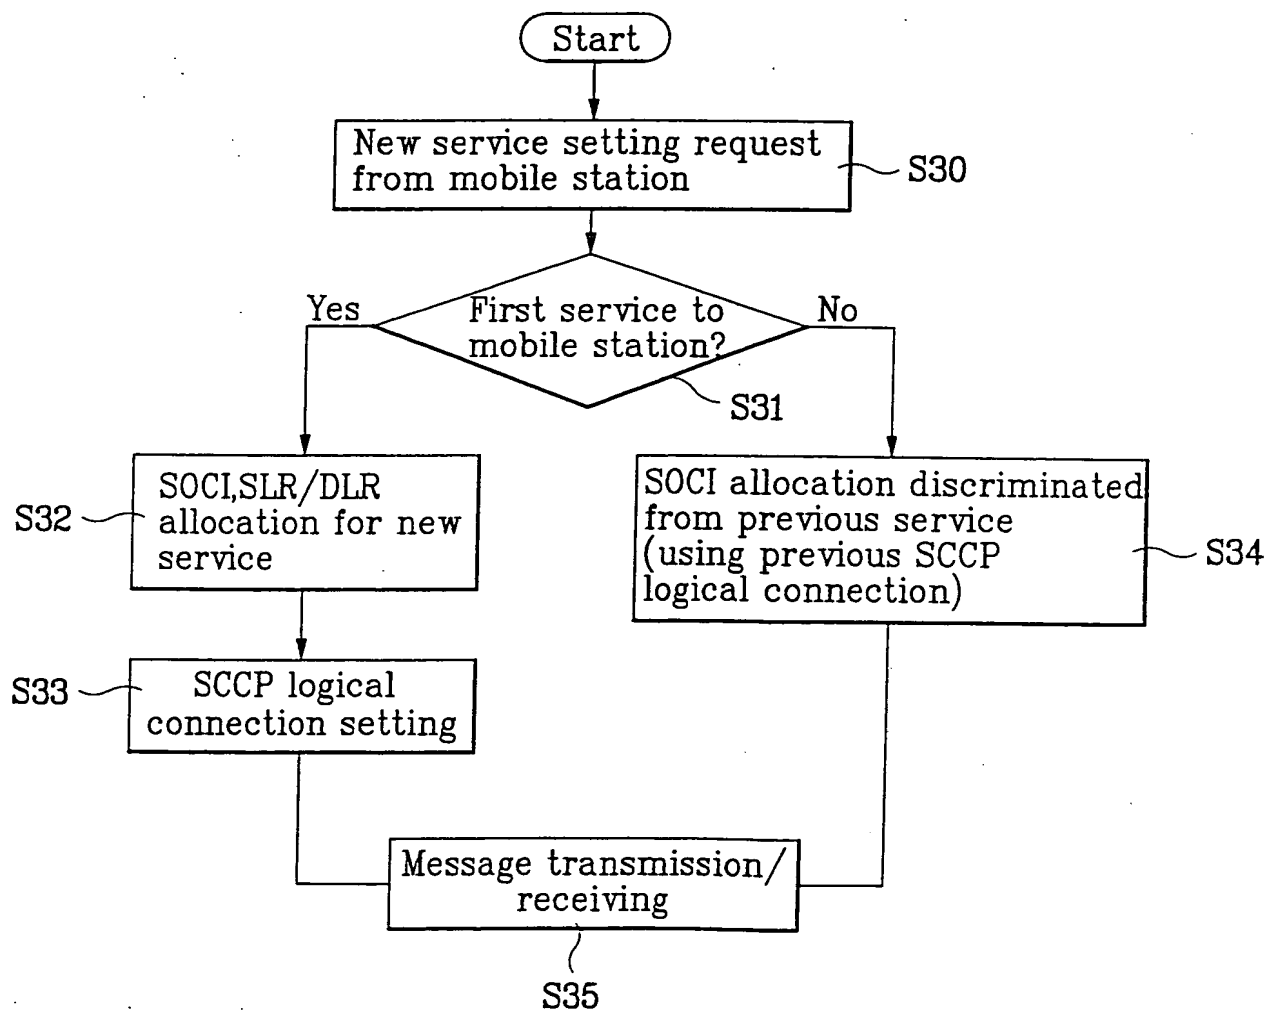 Start
New service setting request
from mobile station
S30
First service to
mobile station?
Yes
No
S31
SOCI,SLR/DLR
allocation for new
service
S32
SOCI allocation discriminated
from previous service
(using previous SCCP
logical connection)
S34
SCCP logical
connection setting
S33
Message transmission/
receiving
S35